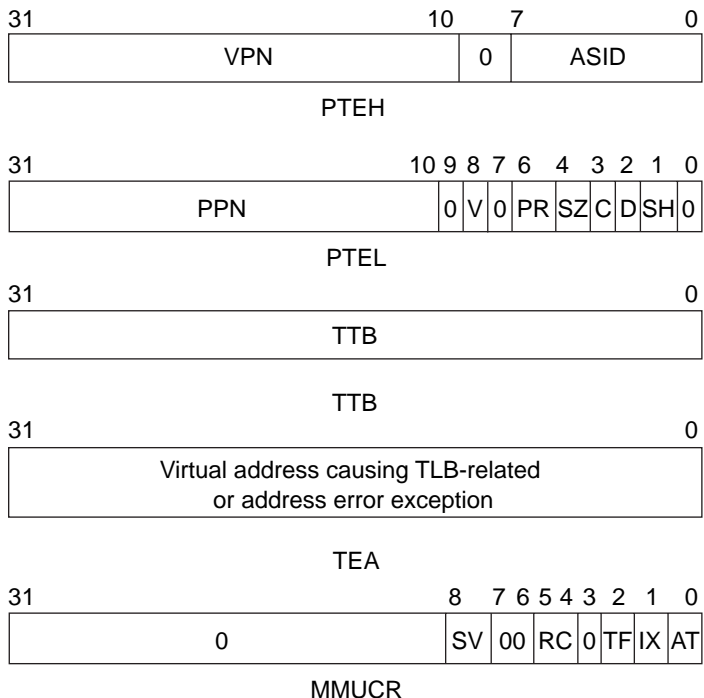 31 10 7 0
VPN 0 ASID
PTEH
31 10 9 8 7 6 4 3 2 1 0
PPN 0 V 0 PR SZ C D SH 0
PTEL
31 0
TTB
TTB
31 0
Virtual address causing TLB-related
or address error exception
TEA
31 8 7 6 5 4 3 2 1 0
0 SV 00 RC 0 TF IX AT
MMUCR